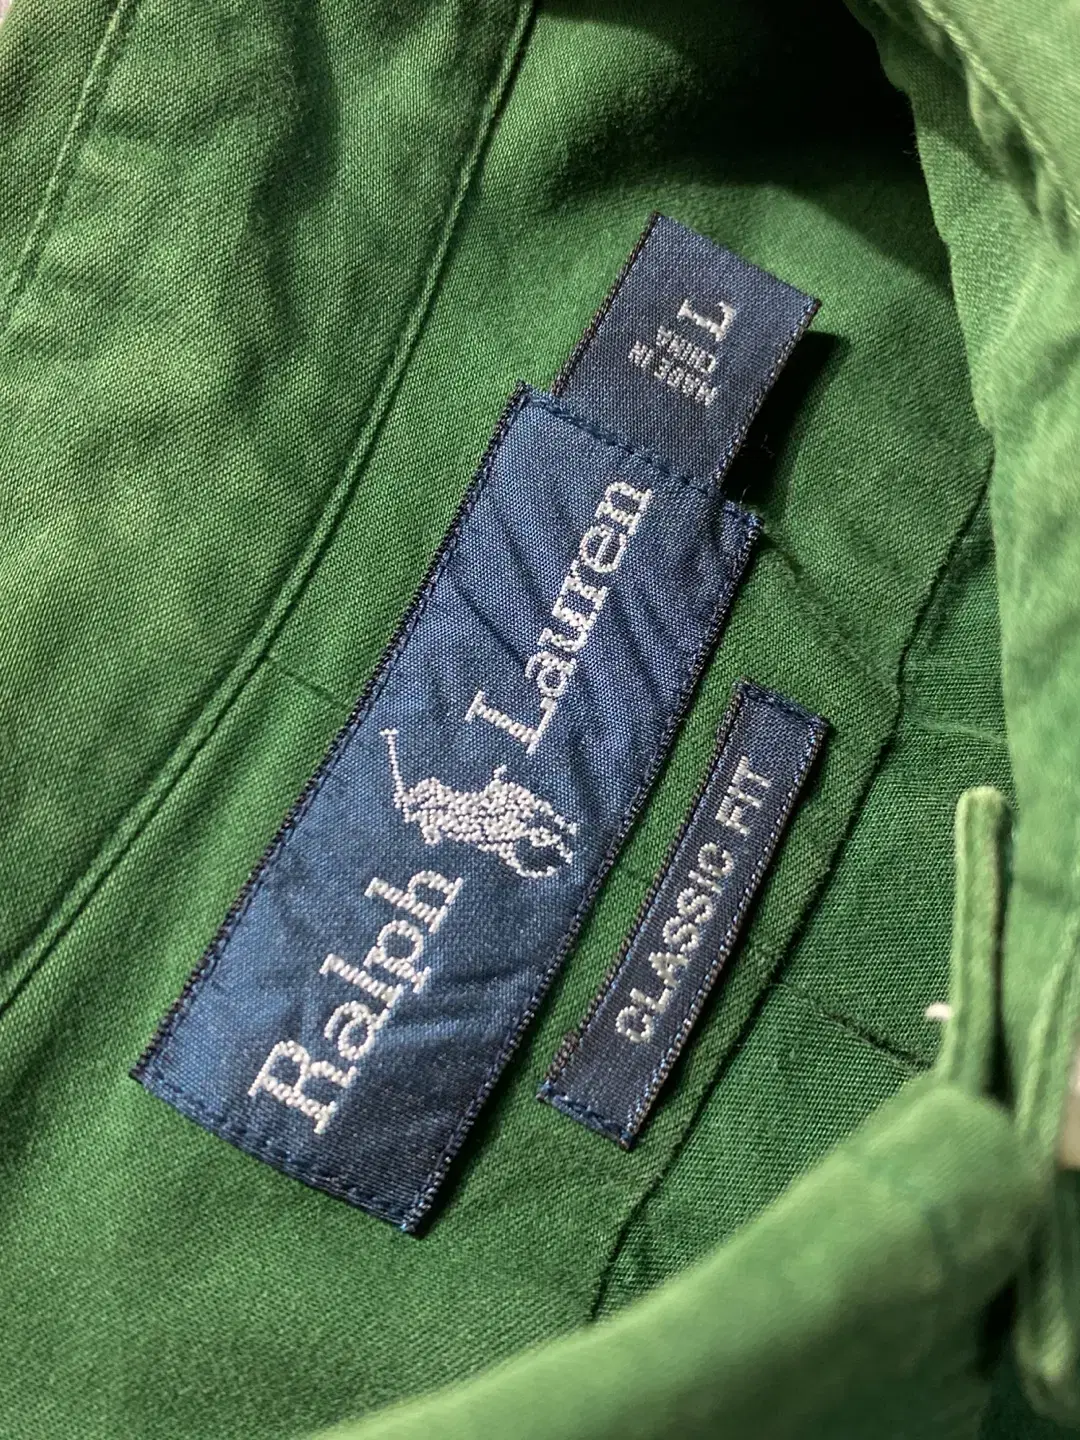 L
MADE IN
CHINA
Ralph Lauren
CLASSIC FIT